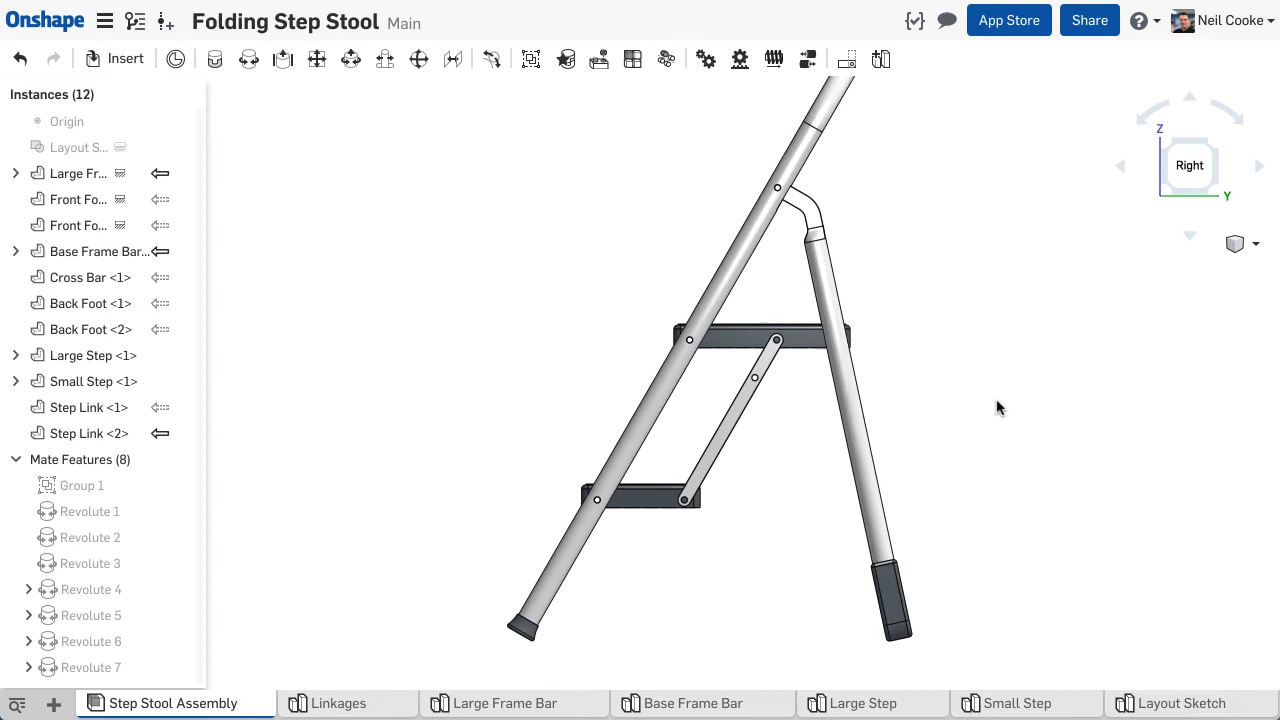 Onshape Folding Step Stool Main App Store Share Neil Cooke
Insert
Instances (12)
Origin
Layout S...
Large Fr...
Front Fo...
Front Fo...
Base Frame Bar...
Cross Bar <1>
Back Foot <1>
Back Foot <2>
Large Step <1>
Small Step <1>
Step Link <1>
Step Link <2>
Mate Features (8)
Group 1
Revolute 1
Revolute 2
Revolute 3
Revolute 4
Revolute 5
Revolute 6
Revolute 7
Z
Right
Y
Step Stool Assembly Linkages Large Frame Bar Base Frame Bar Large Step Small Step Layout Sketch